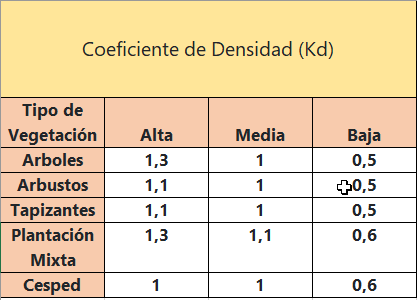 Coeficiente de Densidad (Kd)
Tipo de
Vegetación Alta Media Baja
Arboles 1,3 1 0,5
Arbustos 1,1 1 0,5
Tapizantes 1,1 1 0,5
Plantación 1,3 1,1 0,6
Mixta
Cesped 1 1 0,6